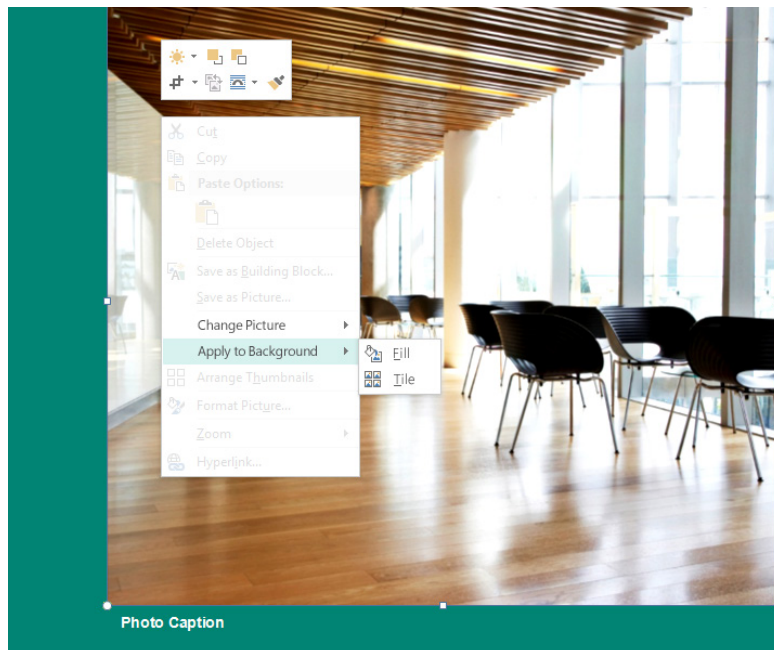 Cut
Copy
Paste Options:
Delete Object
Save as Building Block...
Save as Picture...
Change Picture
Apply to Background
Fill
Tile
Arrange Thumbnails
Format Picture...
Zoom
Hyperlink...
Photo Caption